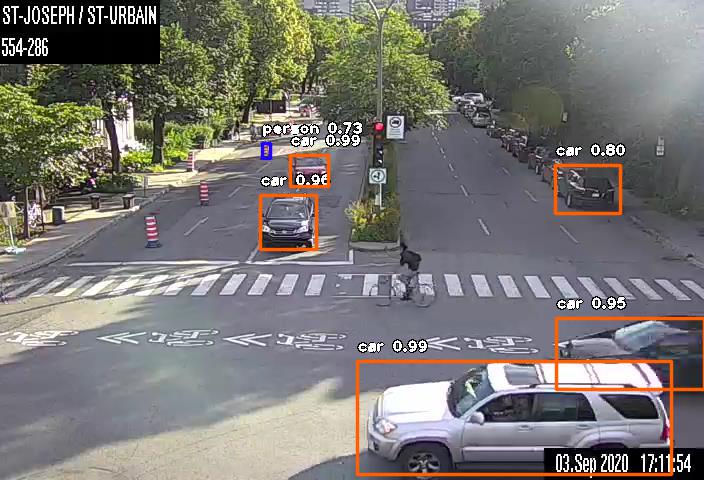 ST-JOSEPH / ST-URBAIN
554-286
person 0.73
car 0.99
car 0.96
car 0.80
car 0.95
car 0.99
03.Sep 2020 17:11:54